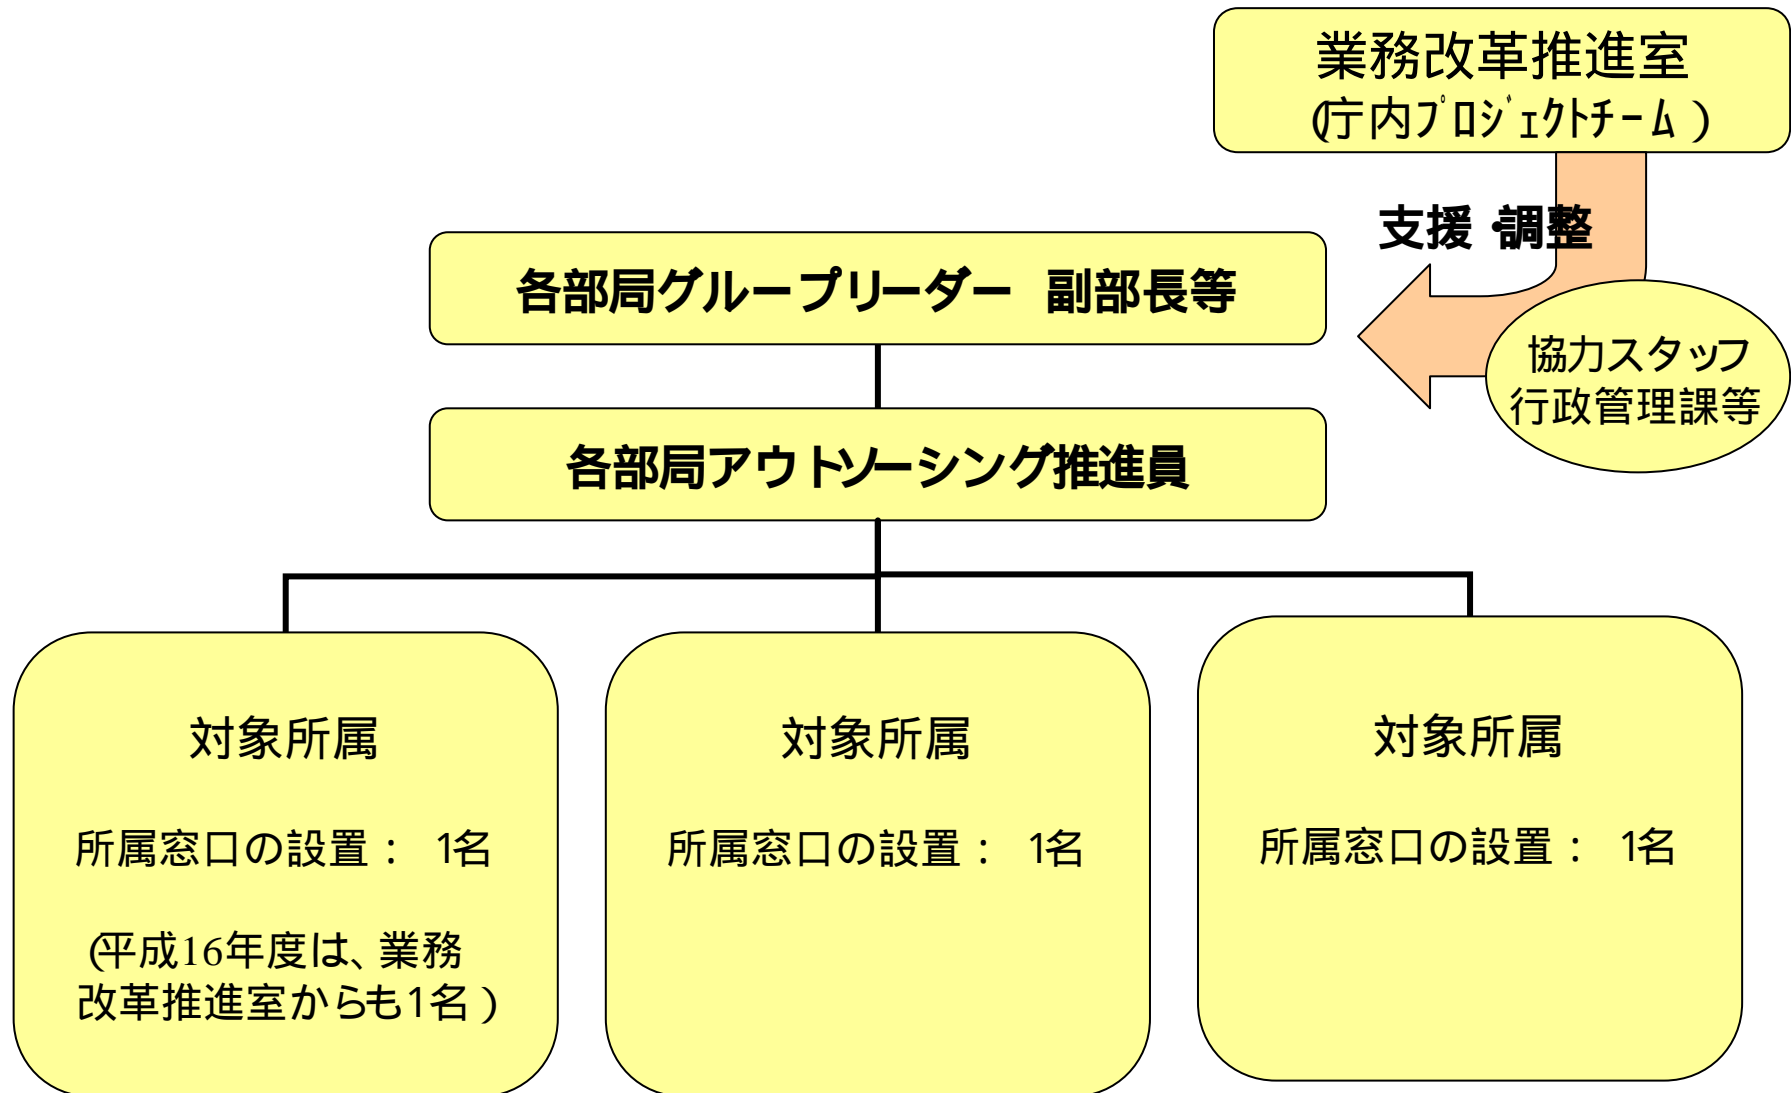 業務改革推進室
(庁内ﾌﾟﾛｼﾞｪｸﾄﾁｰﾑ）
支援・調整
各部局グループリーダー　副部長等
協力スタッフ
行政管理課等
各部局アウトソーシング推進員
対象所属
所属窓口の設置：　1名
(平成16年度は、業務
改革推進室からも1名）
対象所属
所属窓口の設置：　1名
対象所属
所属窓口の設置：　1名